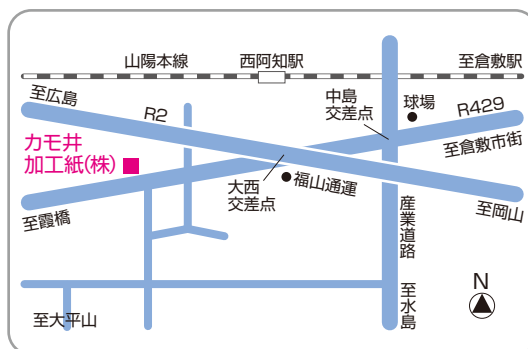 山陽本線
西阿知駅
至倉敷駅
至広島
R2
中島
交差点
球場
R429
至倉敷市街
カモ井
加工紙(株)
大西
交差点
福山通運
至霞橋
至岡山
産業道路
至水島
至大平山
N